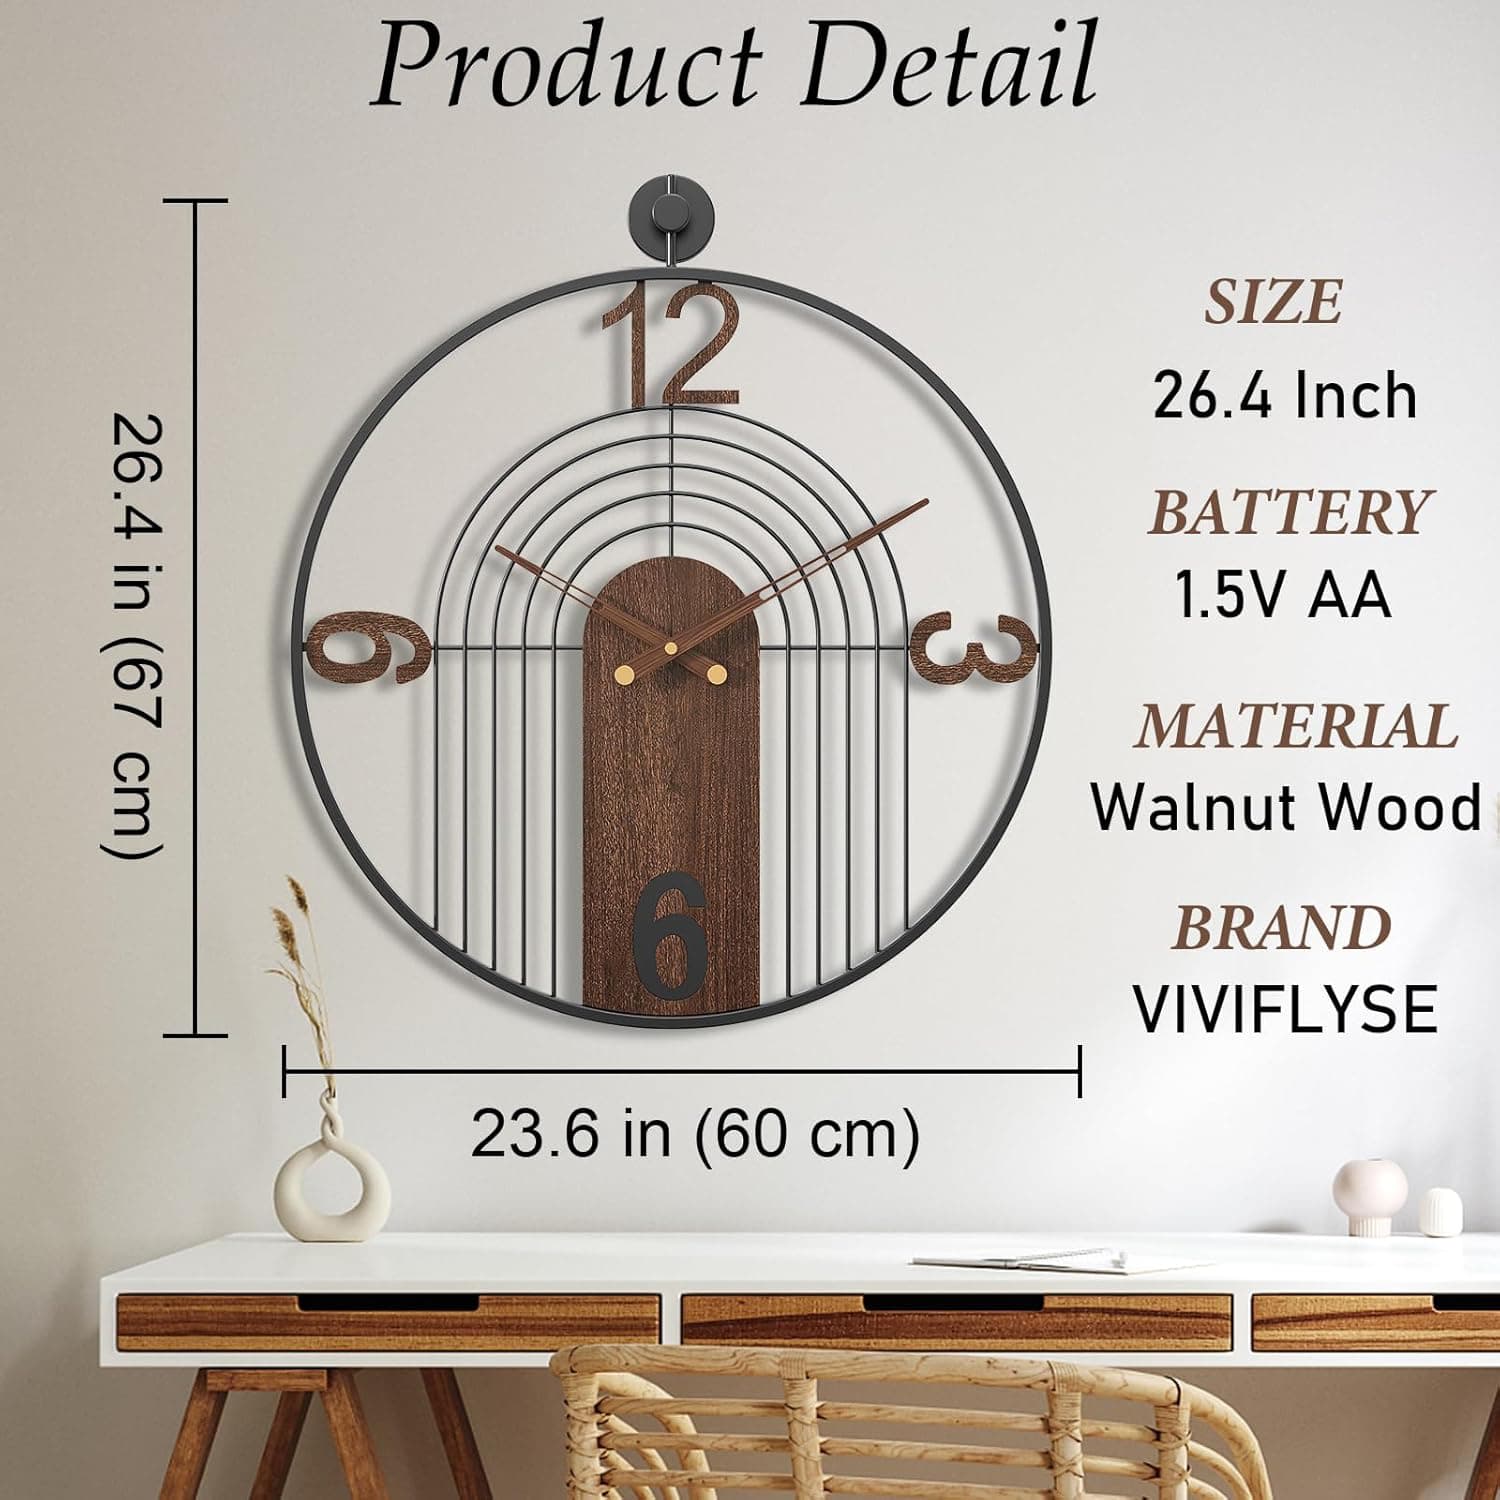 Product Detail
12
26.4 in (67 cm)
9
3
6
23.6 in (60 cm)
SIZE
26.4 Inch
BATTERY
1.5V AA
MATERIAL
Walnut Wood
BRAND
VIVIFLYSE